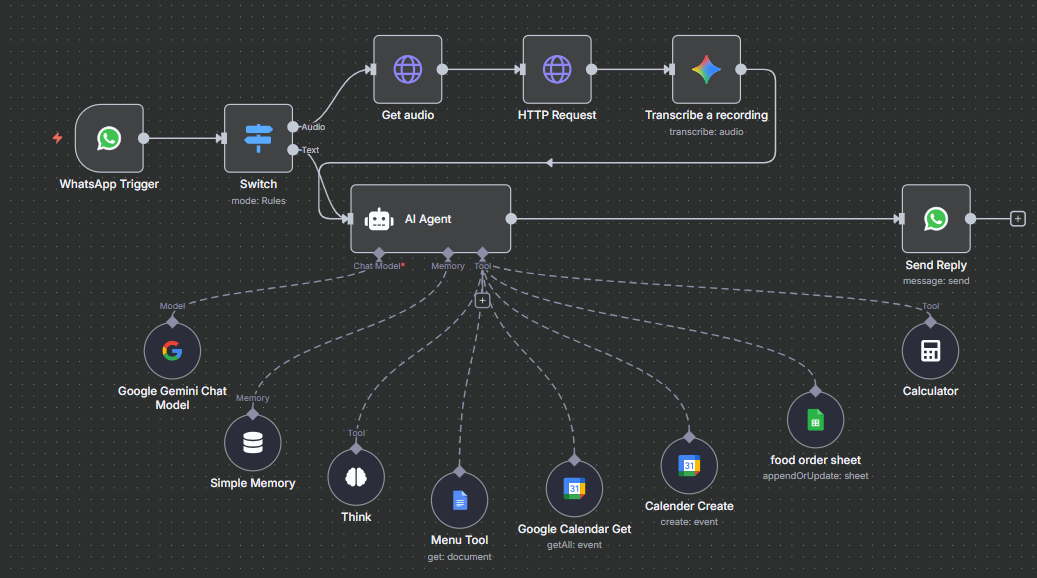 Get audio
HTTP Request
Transcribe a recording
transcribe: audio
WhatsApp Trigger
Switch
mode: Rules
Audio
Text
AI Agent
Chat Model*
Memory
Tool
Send Reply
message: send
Model
Google Gemini Chat
Model
Memory
Simple Memory
Tool
Think
Menu Tool
get: document
31
Google Calendar Get
getAll: event
31
Calender Create
create: event
food order sheet
appendOrUpdate: sheet
Tool
Calculator